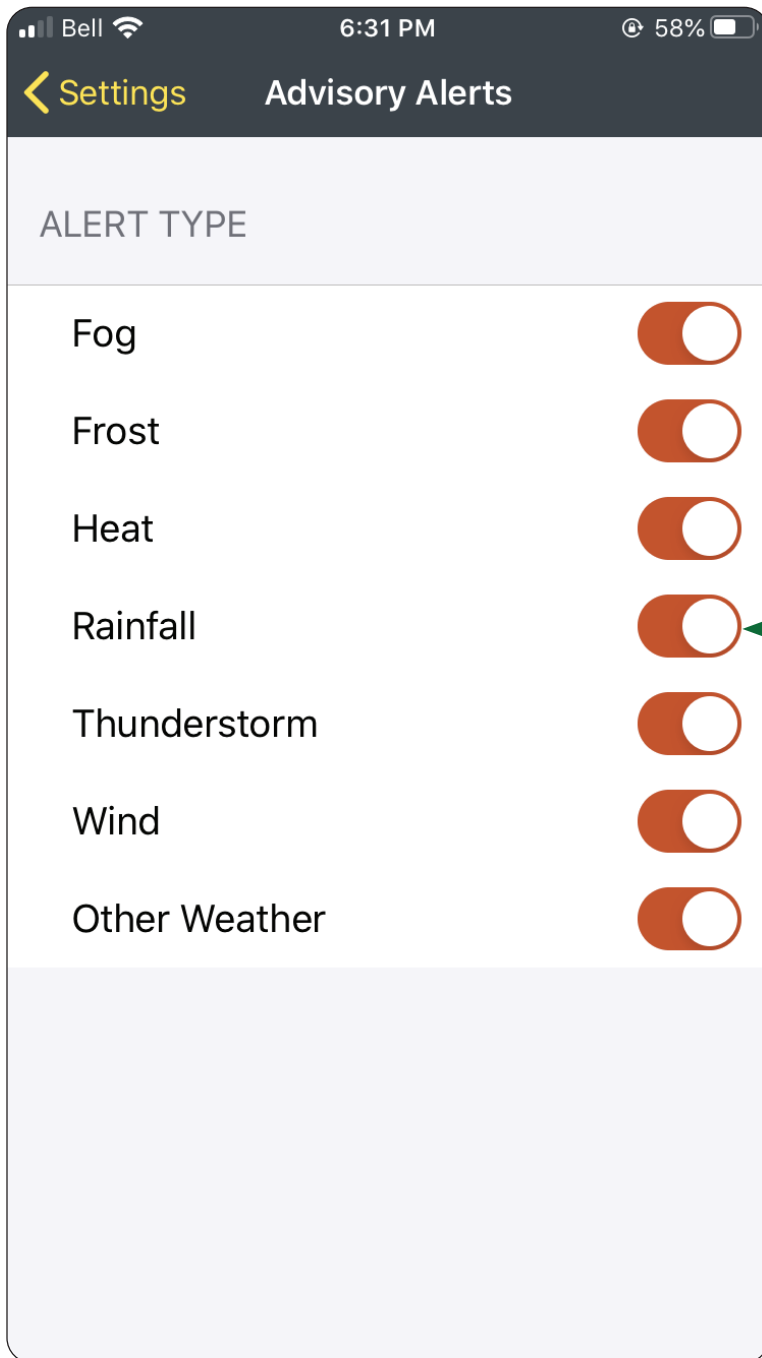 Bell 6:31 PM 58%
Settings Advisory Alerts
ALERT TYPE
Fog
Frost
Heat
Rainfall
Thunderstorm
Wind
Other Weather